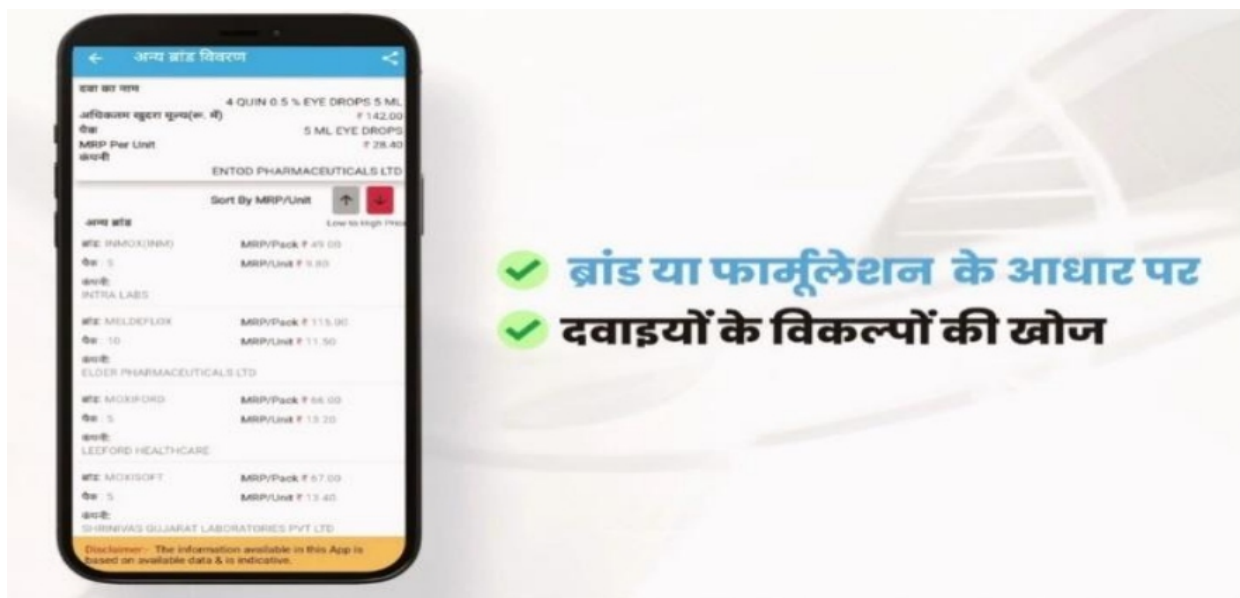 अन्य ब्रांड विवरण
दवा का नाम
4 QUIN 0.5 % EYE DROPS 5 ML
अधिकतम खुदरा मूल्य(रू. में) ₹ 142.00
पैक 5 ML EYE DROPS
MRP Per Unit ₹ 28.40
कंपनी
ENTOD PHARMACEUTICALS LTD
Sort By MRP/Unit
अन्य ब्रांड Low to High Price
ब्रांड: INMOX(INM) MRP/Pack ₹ 49.00
पैक : 5 MRP/Unit ₹ 9.80
कंपनी:
INTRA LABS
ब्रांड: MELDEFLOX MRP/Pack ₹ 115.00
पैक : 10 MRP/Unit ₹ 11.50
कंपनी:
ELDER PHARMACEUTICALS LTD
ब्रांड: MOXIFORD MRP/Pack ₹ 66.00
पैक : 5 MRP/Unit ₹ 13.20
कंपनी:
LEEFORD HEALTHCARE
ब्रांड: MOXISOFT MRP/Pack ₹ 67.00
पैक : 5 MRP/Unit ₹ 13.40
कंपनी:
SHRINIVAS GUJARAT LABORATORIES PVT LTD
Disclaimer:- The information available in this App is
based on available data & is indicative.
ब्रांड या फार्मूलेशन के आधार पर
दवाइयों के विकल्पों की खोज